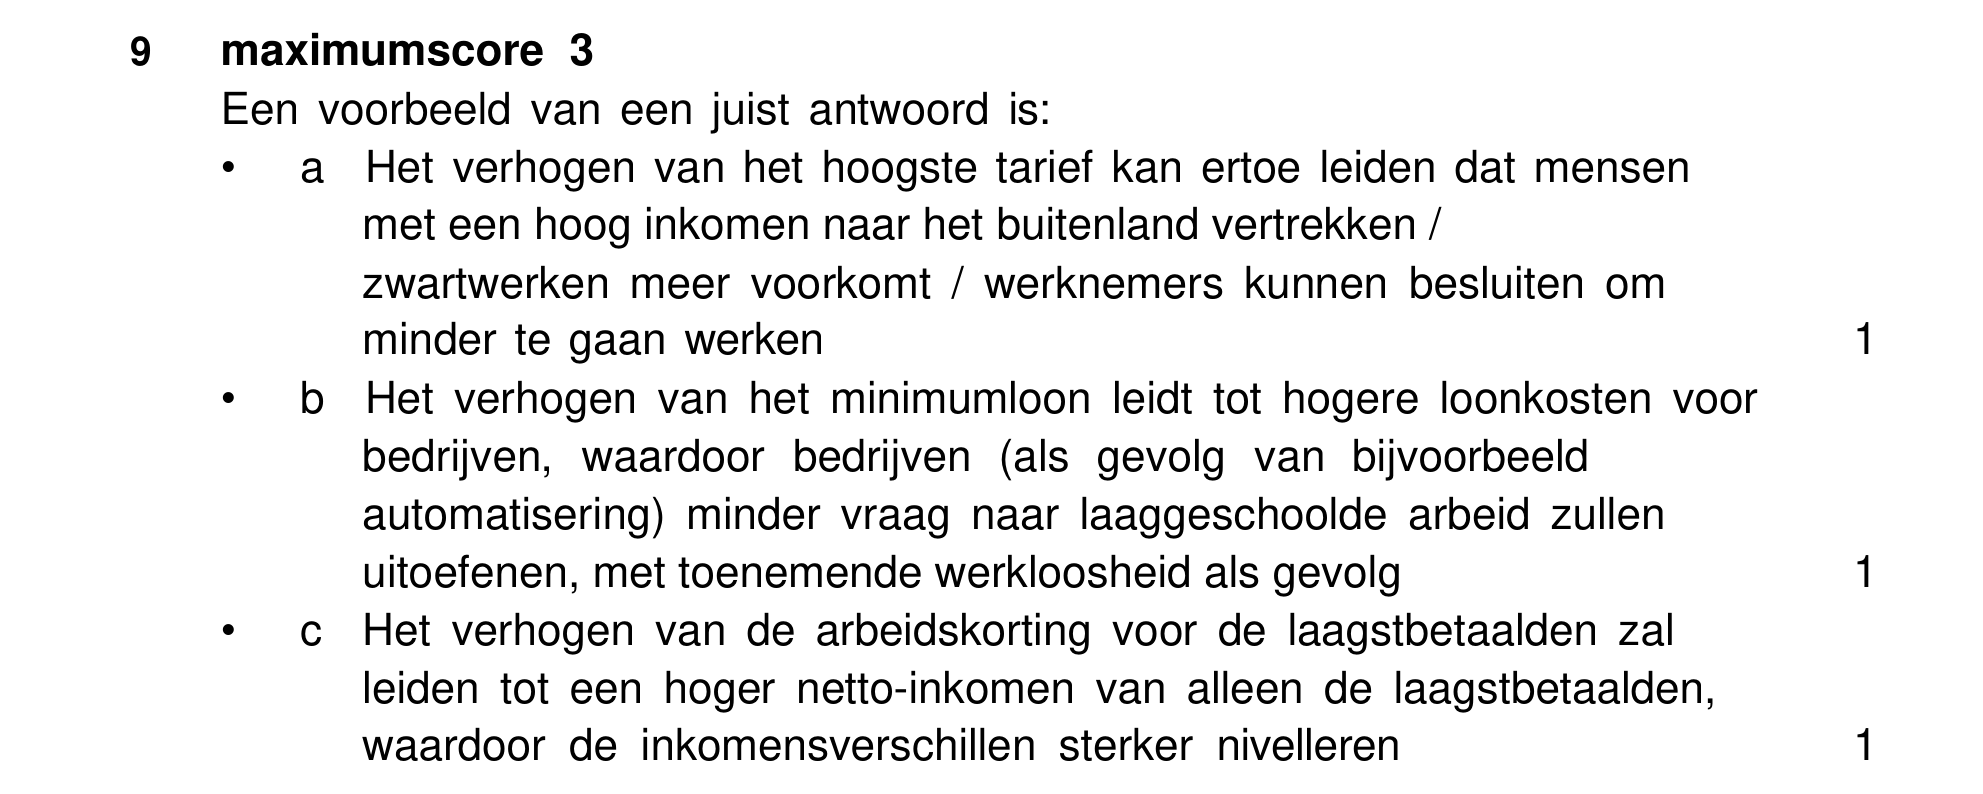 9 maximumscore 3
Een voorbeeld van een juist antwoord is:
• a Het verhogen van het hoogste tarief kan ertoe leiden dat mensen
met een hoog inkomen naar het buitenland vertrekken /
zwartwerken meer voorkomt / werknemers kunnen besluiten om
minder te gaan werken 1
• b Het verhogen van het minimumloon leidt tot hogere loonkosten voor
bedrijven, waardoor bedrijven (als gevolg van bijvoorbeeld
automatisering) minder vraag naar laaggeschoolde arbeid zullen
uitoefenen, met toenemende werkloosheid als gevolg 1
• c Het verhogen van de arbeidskorting voor de laagstbetaalden zal
leiden tot een hoger netto-inkomen van alleen de laagstbetaalden,
waardoor de inkomensverschillen sterker nivelleren 1